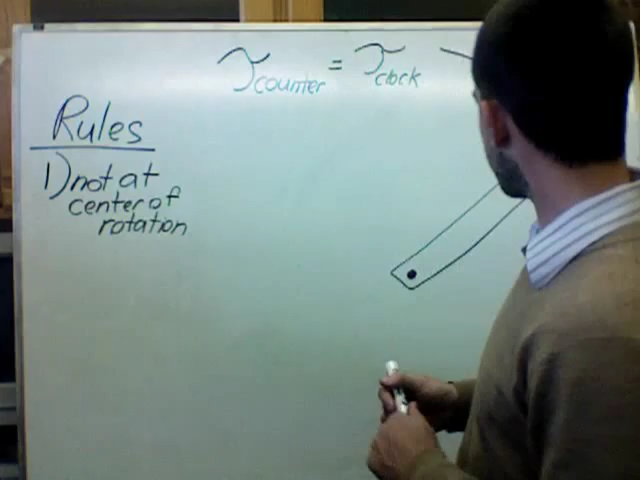 τcounter = τclock
Rules
1) not at
center of
rotation